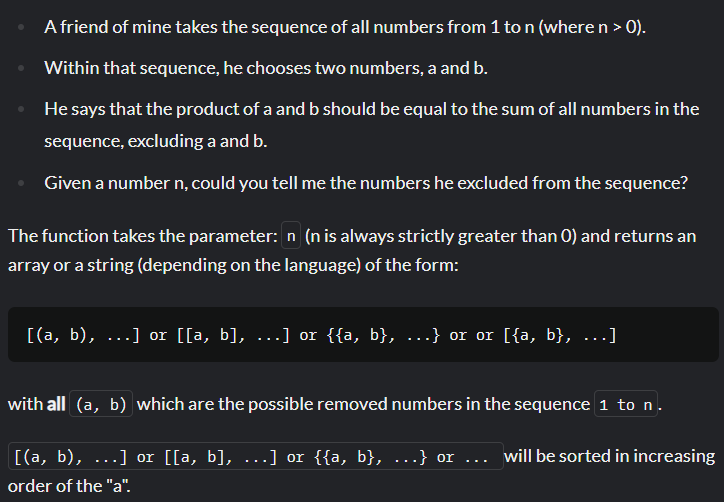 A friend of mine takes the sequence of all numbers from 1 to n (where n > 0).
Within that sequence, he chooses two numbers, a and b.
He says that the product of a and b should be equal to the sum of all numbers in the
sequence, excluding a and b.
Given a number n, could you tell me the numbers he excluded from the sequence?
The function takes the parameter: n (n is always strictly greater than 0) and returns an
array or a string (depending on the language) of the form:
[(a, b), ...] or [[a, b], ...] or {{a, b}, ...} or or [{a, b}, ...]
with all (a, b) which are the possible removed numbers in the sequence 1 to n.
[(a, b), ...] or [[a, b], ...] or {{a, b}, ...} or ... will be sorted in increasing
order of the "a".